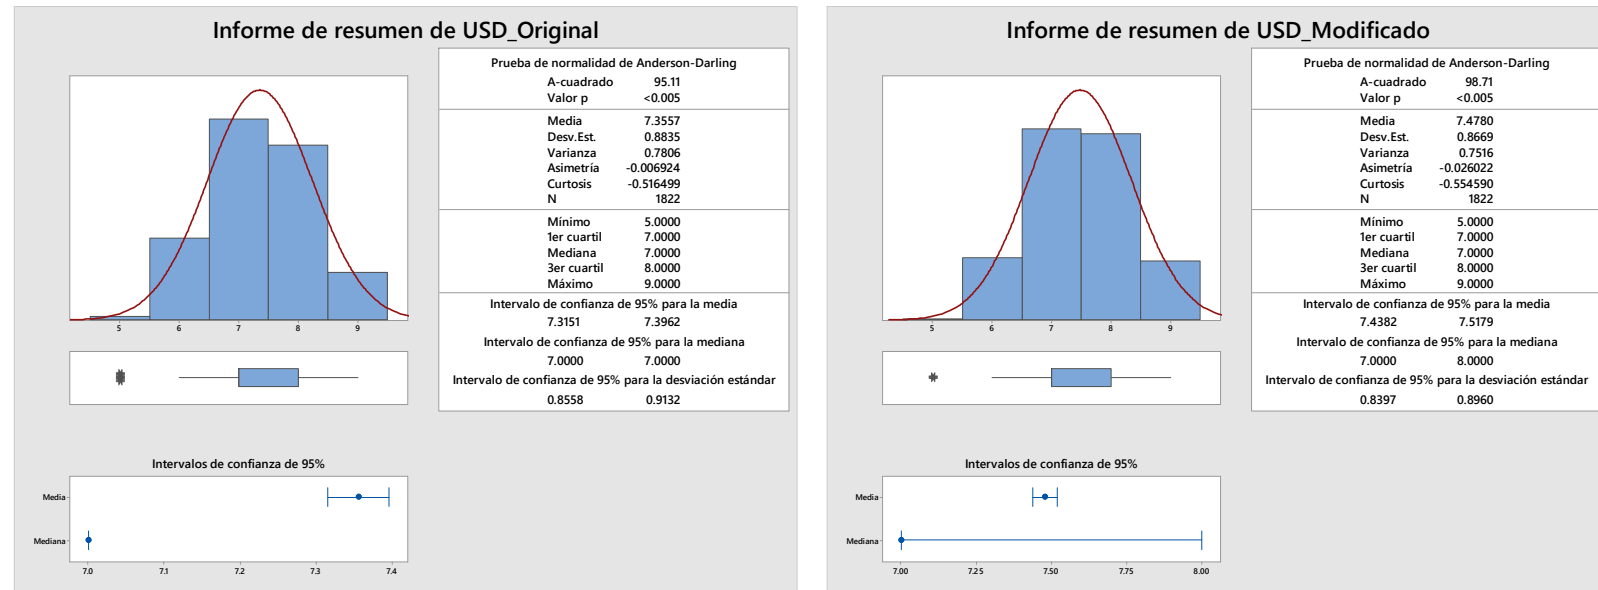 Informe de resumen de USD_Original
Prueba de normalidad de Anderson-Darling
A-cuadrado 95.11
Valor p <0.005
Media 7.3557
Desv.Est. 0.8835
Varianza 0.7806
Asimetría -0.006924
Curtosis -0.516499
N 1822
Mínimo 5.0000
1er cuartil 7.0000
Mediana 7.0000
3er cuartil 8.0000
Máximo 9.0000
Intervalo de confianza de 95% para la media
7.3151 7.3962
Intervalo de confianza de 95% para la mediana
7.0000 7.0000
Intervalo de confianza de 95% para la desviación estándar
0.8558 0.9132
5 6 7 8 9
Intervalos de confianza de 95%
Media
Mediana
7.0 7.1 7.2 7.3 7.4
Informe de resumen de USD_Modificado
Prueba de normalidad de Anderson-Darling
A-cuadrado 98.71
Valor p <0.005
Media 7.4780
Desv.Est. 0.8669
Varianza 0.7516
Asimetría -0.026022
Curtosis -0.554590
N 1822
Mínimo 5.0000
1er cuartil 7.0000
Mediana 7.0000
3er cuartil 8.0000
Máximo 9.0000
Intervalo de confianza de 95% para la media
7.4382 7.5179
Intervalo de confianza de 95% para la mediana
7.0000 8.0000
Intervalo de confianza de 95% para la desviación estándar
0.8397 0.8960
5 6 7 8 9
Intervalos de confianza de 95%
Media
Mediana
7.00 7.25 7.50 7.75 8.00